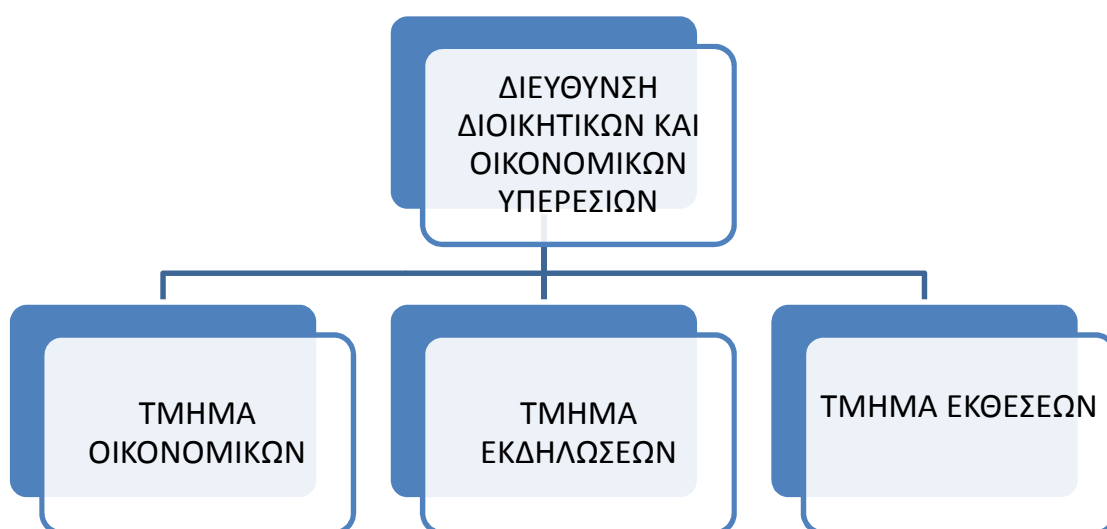 ΔΙΕΥΘΥΝΣΗ
ΔΙΟΙΚΗΤΙΚΩΝ ΚΑΙ
ΟΙΚΟΝΟΜΙΚΩΝ
ΥΠΕΡΕΣΙΩΝ
ΤΜΗΜΑ
ΟΙΚΟΝΟΜΙΚΩΝ
ΤΜΗΜΑ
ΕΚΔΗΛΩΣΕΩΝ
ΤΜΗΜΑ ΕΚΘΕΣΕΩΝ